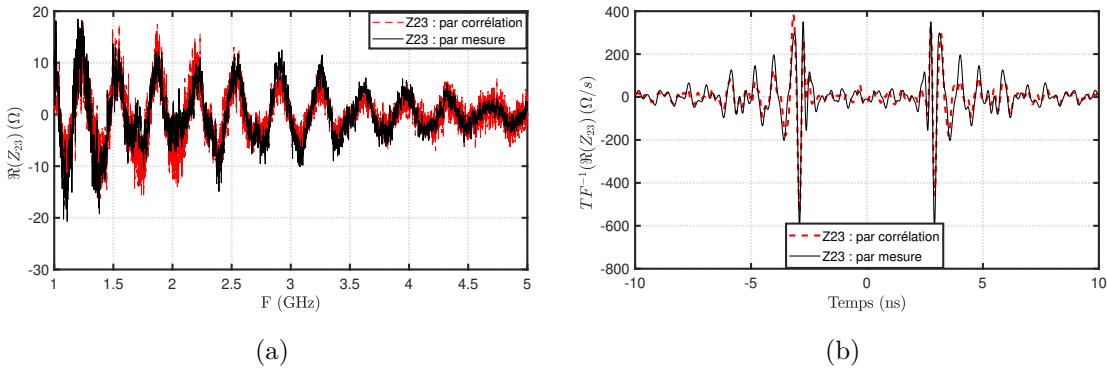 20
10
0
-10
-20
-30
ℜ(Z23) (Ω)
Z23 : par corrélation
Z23 : par mesure
1 1.5 2 2.5 3 3.5 4 4.5 5
F (GHz)
(a)
400
200
0
-200
-400
-600
-800
TF⁻¹(ℜ(Z23) (Ω/s)
Z23 : par corrélation
Z23 : par mesure
-10 -5 0 5 10
Temps (ns)
(b)